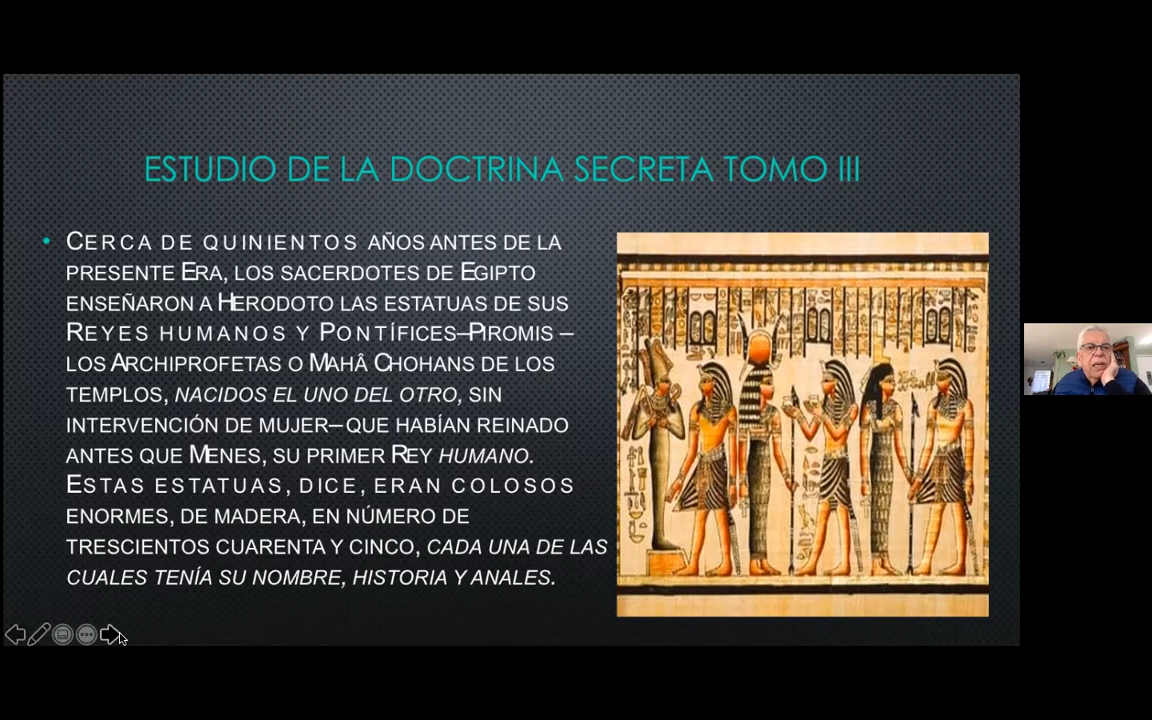 ESTUDIO DE LA DOCTRINA SECRETA TOMO III
• CERCA DE QUINIENTOS AÑOS ANTES DE LA
PRESENTE ERA, LOS SACERDOTES DE EGIPTO
ENSEÑARON A HERODOTO LAS ESTATUAS DE SUS
REYES HUMANOS Y PONTÍFICES–PIROMIS –
LOS ARCHIPROFETAS O MAHÂ CHOHANS DE LOS
TEMPLOS, NACIDOS EL UNO DEL OTRO, SIN
INTERVENCIÓN DE MUJER–QUE HABÍAN REINADO
ANTES QUE MENES, SU PRIMER REY HUMANO.
ESTAS ESTATUAS, DICE, ERAN COLOSOS
ENORMES, DE MADERA, EN NÚMERO DE
TRESCIENTOS CUARENTA Y CINCO, CADA UNA DE LAS
CUALES TENÍA SU NOMBRE, HISTORIA Y ANALES.